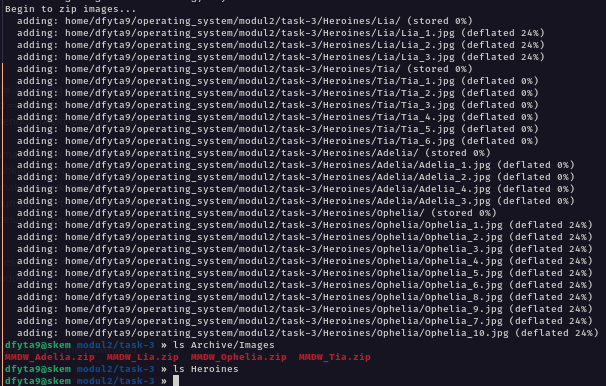 Begin to zip images...
  adding: home/dfyta9/operating_system/modul2/task-3/Heroines/Lia/ (stored 0%)
  adding: home/dfyta9/operating_system/modul2/task-3/Heroines/Lia/Lia_1.jpg (deflated 24%)
  adding: home/dfyta9/operating_system/modul2/task-3/Heroines/Lia/Lia_2.jpg (deflated 24%)
  adding: home/dfyta9/operating_system/modul2/task-3/Heroines/Lia/Lia_3.jpg (deflated 24%)
  adding: home/dfyta9/operating_system/modul2/task-3/Heroines/Tia/ (stored 0%)
  adding: home/dfyta9/operating_system/modul2/task-3/Heroines/Tia/Tia_1.jpg (deflated 0%)
  adding: home/dfyta9/operating_system/modul2/task-3/Heroines/Tia/Tia_2.jpg (deflated 0%)
  adding: home/dfyta9/operating_system/modul2/task-3/Heroines/Tia/Tia_3.jpg (deflated 0%)
  adding: home/dfyta9/operating_system/modul2/task-3/Heroines/Tia/Tia_4.jpg (deflated 0%)
  adding: home/dfyta9/operating_system/modul2/task-3/Heroines/Tia/Tia_5.jpg (deflated 0%)
  adding: home/dfyta9/operating_system/modul2/task-3/Heroines/Tia/Tia_6.jpg (deflated 0%)
  adding: home/dfyta9/operating_system/modul2/task-3/Heroines/Adelia/ (stored 0%)
  adding: home/dfyta9/operating_system/modul2/task-3/Heroines/Adelia/Adelia_1.jpg (deflated 0%)
  adding: home/dfyta9/operating_system/modul2/task-3/Heroines/Adelia/Adelia_2.jpg (deflated 0%)
  adding: home/dfyta9/operating_system/modul2/task-3/Heroines/Adelia/Adelia_4.jpg (deflated 0%)
  adding: home/dfyta9/operating_system/modul2/task-3/Heroines/Adelia/Adelia_3.jpg (deflated 0%)
  adding: home/dfyta9/operating_system/modul2/task-3/Heroines/Ophelia/ (stored 0%)
  adding: home/dfyta9/operating_system/modul2/task-3/Heroines/Ophelia/Ophelia_1.jpg (deflated 24%)
  adding: home/dfyta9/operating_system/modul2/task-3/Heroines/Ophelia/Ophelia_2.jpg (deflated 24%)
  adding: home/dfyta9/operating_system/modul2/task-3/Heroines/Ophelia/Ophelia_3.jpg (deflated 24%)
  adding: home/dfyta9/operating_system/modul2/task-3/Heroines/Ophelia/Ophelia_4.jpg (deflated 24%)
  adding: home/dfyta9/operating_system/modul2/task-3/Heroines/Ophelia/Ophelia_5.jpg (deflated 24%)
  adding: home/dfyta9/operating_system/modul2/task-3/Heroines/Ophelia/Ophelia_6.jpg (deflated 24%)
  adding: home/dfyta9/operating_system/modul2/task-3/Heroines/Ophelia/Ophelia_8.jpg (deflated 24%)
  adding: home/dfyta9/operating_system/modul2/task-3/Heroines/Ophelia/Ophelia_9.jpg (deflated 24%)
  adding: home/dfyta9/operating_system/modul2/task-3/Heroines/Ophelia/Ophelia_7.jpg (deflated 24%)
  adding: home/dfyta9/operating_system/modul2/task-3/Heroines/Ophelia/Ophelia_10.jpg (deflated 24%)
dfyta9@skem modul2/task-3 » ls Archive/Images
MMDW_Adelia.zip  MMDW_Lia.zip  MMDW_Ophelia.zip  MMDW_Tia.zip
dfyta9@skem modul2/task-3 » ls Heroines
dfyta9@skem modul2/task-3 »